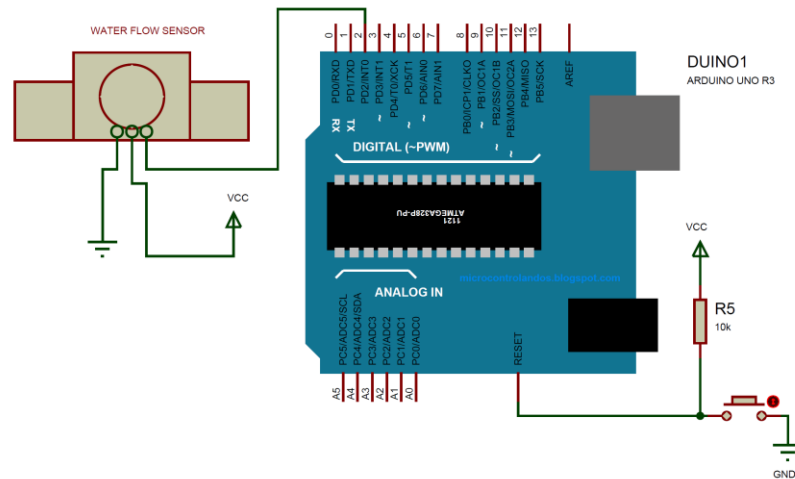 WATER FLOW SENSOR
VCC
0
1
2
3
4
5
6
7
8
9
10
11
12
13
PD0/RXD
PD1/TXD
PD2/INT0
PD3/INT1
PD4/T0/XCK
PD5/T1
PD6/AIN0
PD7/AIN1
PB0/ICP1/CLKO
PB1/OC1A
PB2/SS/OC1B
PB3/MOSI/OC2A
PB4/MISO
PB5/SCK
AREF
RX
TX
~
~
~
~
~
~
DIGITAL (~PWM)
DUINO1
ARDUINO UNO R3
1121
ATMEGA328P-PU
microcontrolandos.blogspot.com
ANALOG IN
PC5/ADC5/SCL
PC4/ADC4/SDA
PC3/ADC3
PC2/ADC2
PC1/ADC1
PC0/ADC0
RESET
A5
A4
A3
A2
A1
A0
VCC
R5
10k
GND